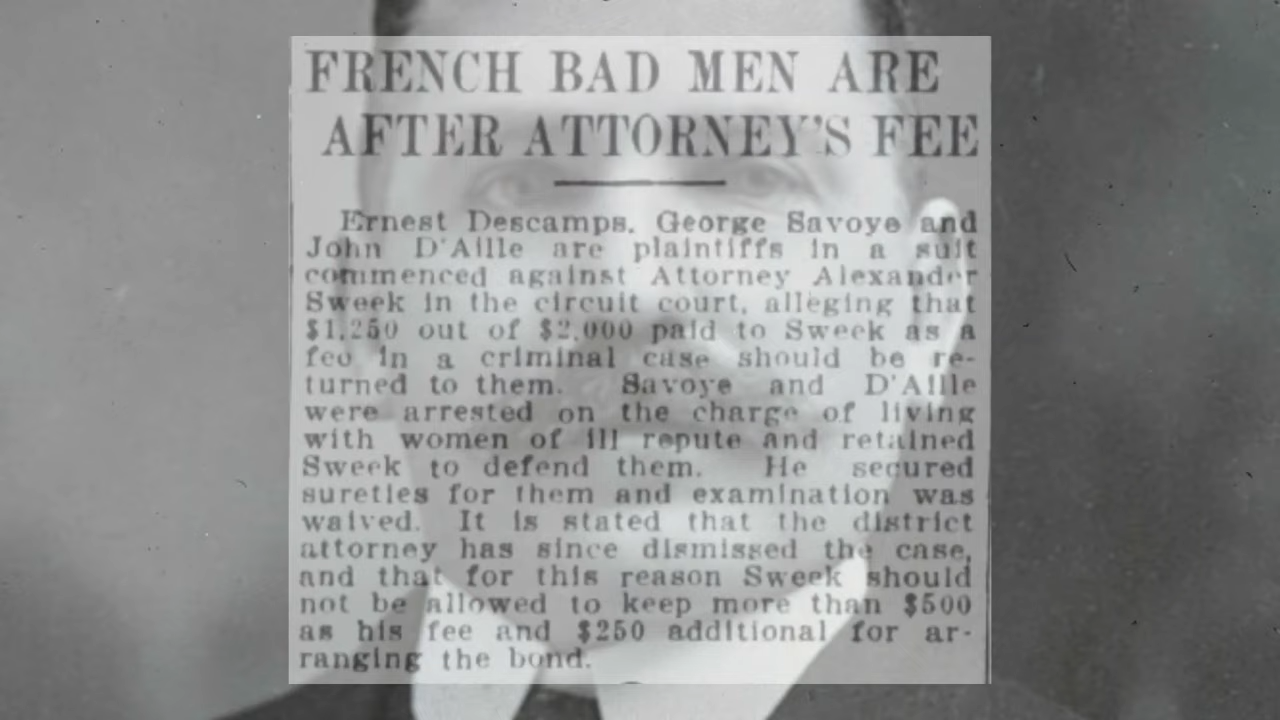 FRENCH BAD MEN ARE
AFTER ATTORNEY'S FEE
Ernest Descamps, George Savoye and
John D'Aille are plaintiffs in a suit
commenced against Attorney Alexander
Sweek in the circuit court, alleging that
$1,250 out of $2,000 paid to Sweek as a
fee in a criminal case should be re-
turned to them. Savoye and D'Aille
were arrested on the charge of living
with women of ill repute and retained
Sweek to defend them. He secured
sureties for them and examination was
waived. It is stated that the district
attorney has since dismissed the case,
and that for this reason Sweek should
not be allowed to keep more than $500
as his fee and $250 additional for ar-
ranging the bond.